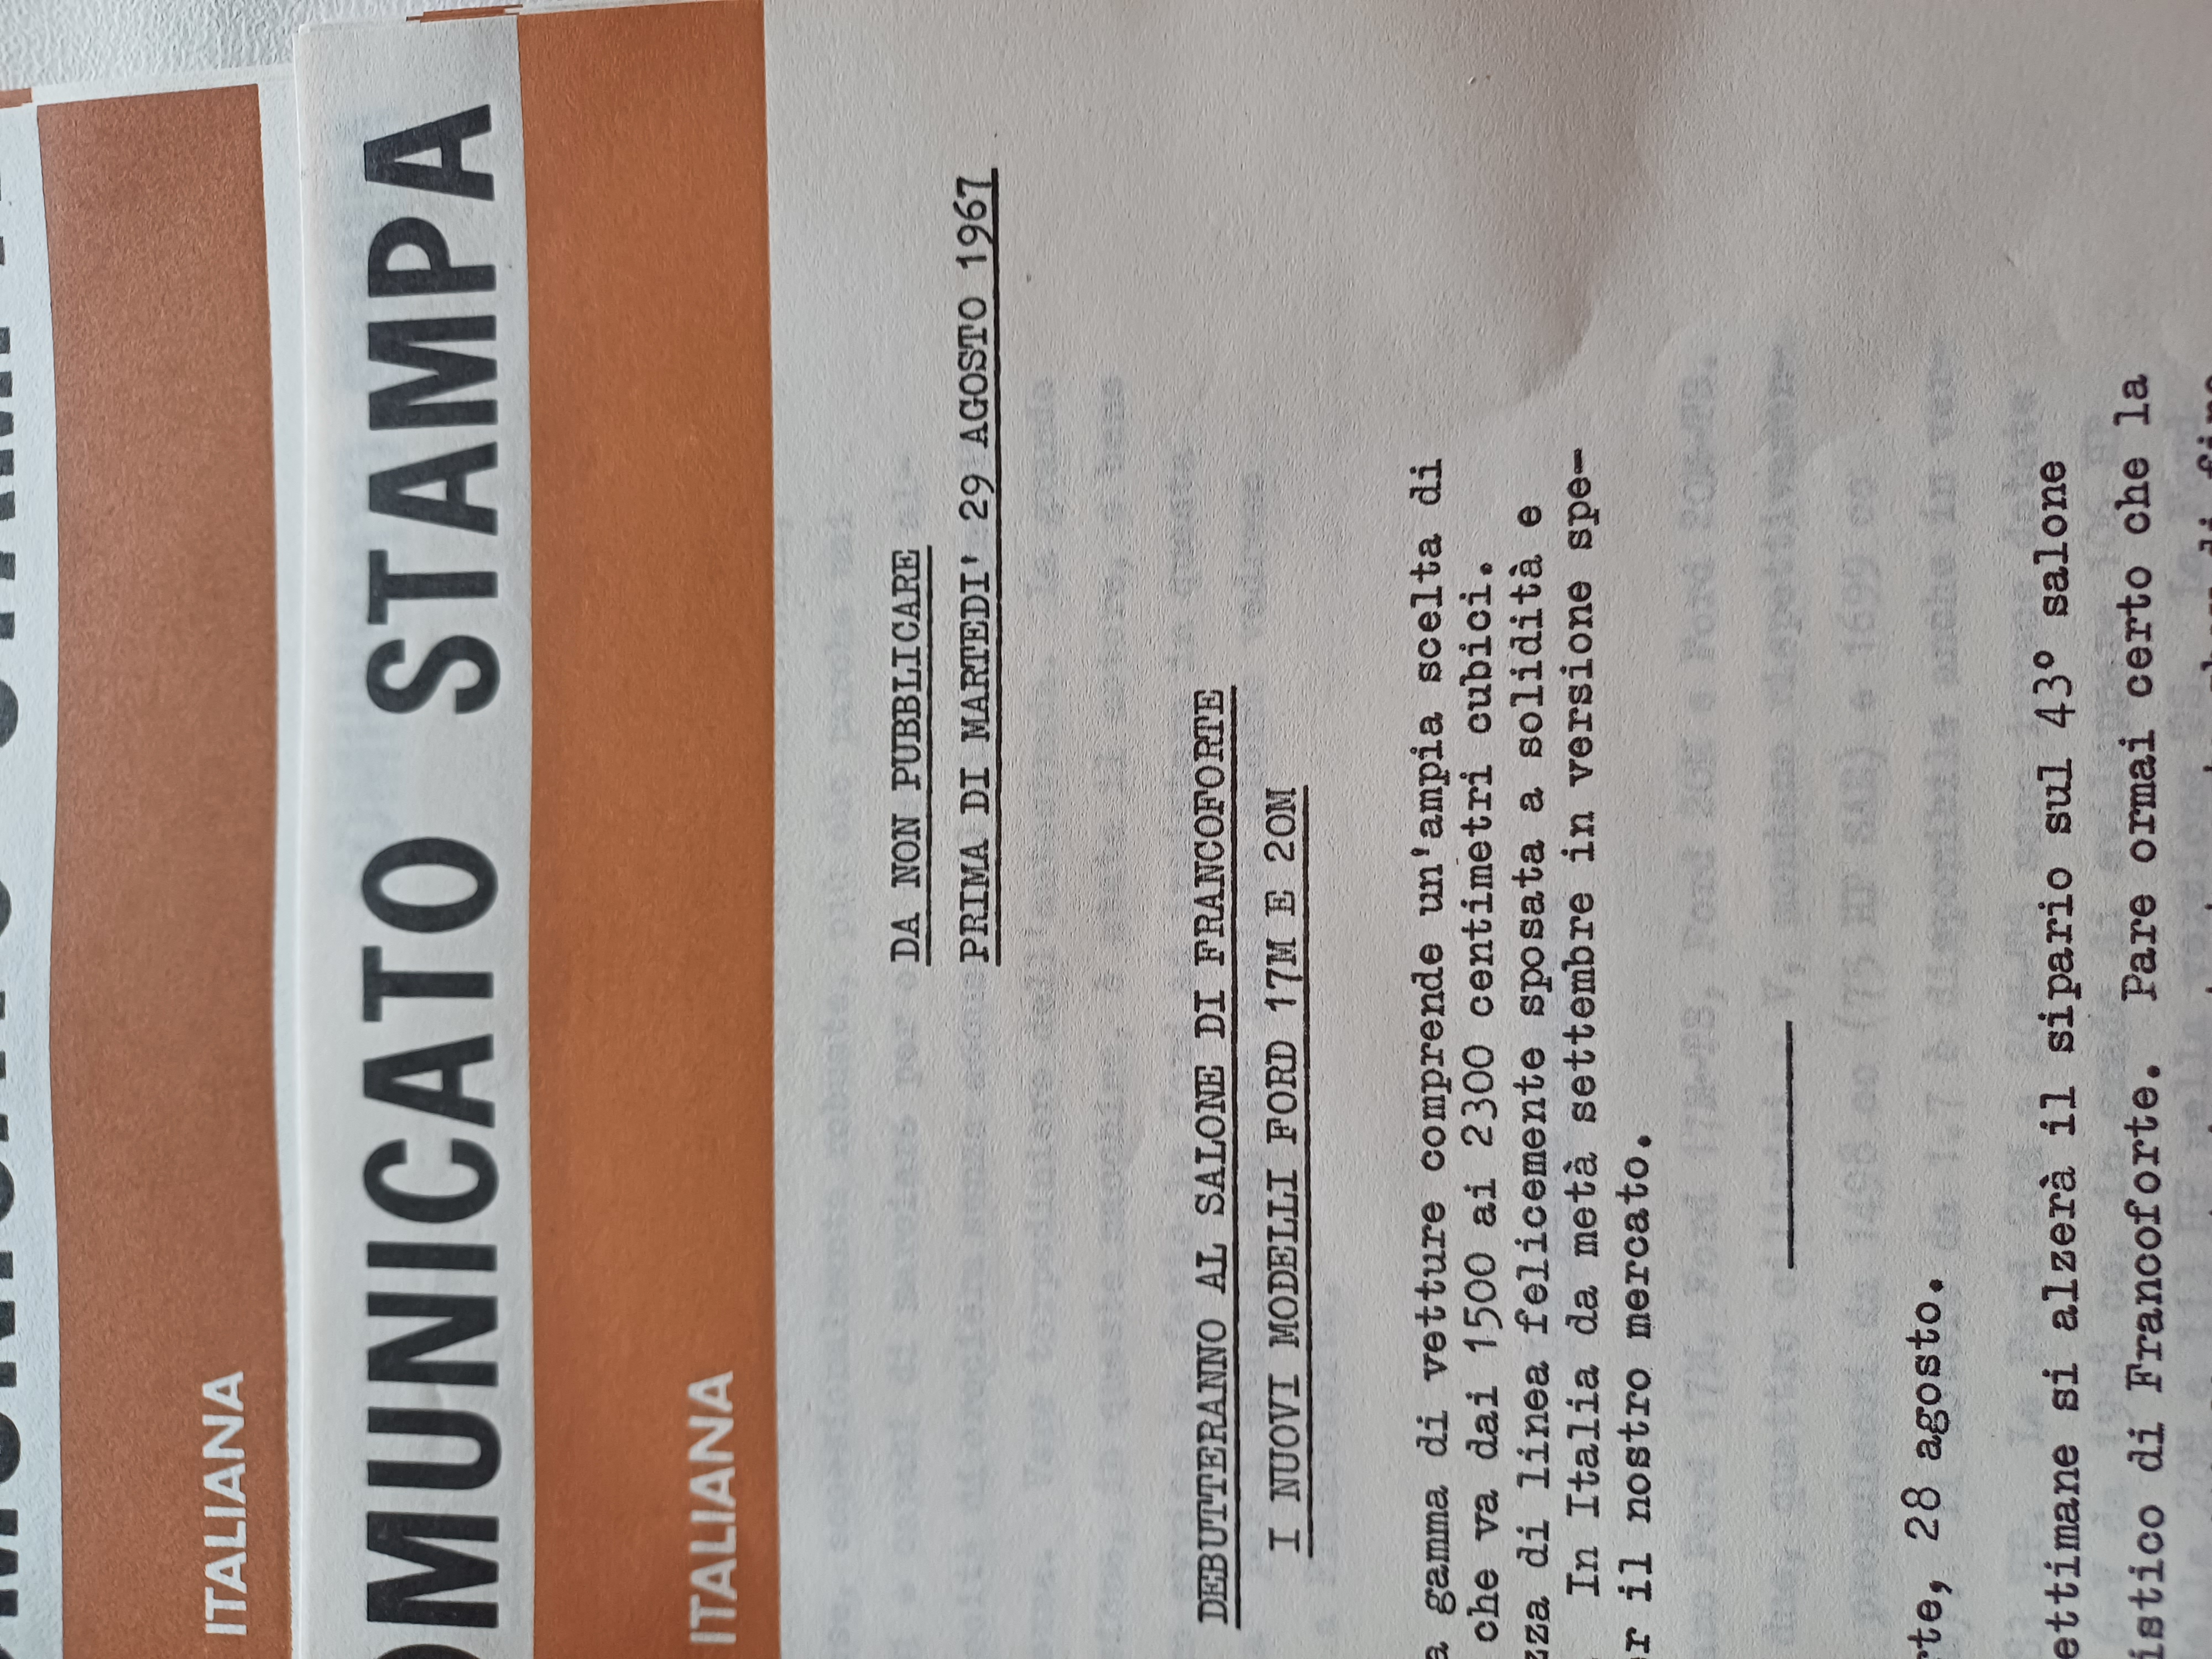 ITALIANA
OMUNICATO STAMPA
ITALIANA
DA NON PUBBLICARE
PRIMA DI MARTEDI' 29 AGOSTO 1967
DEBUTTERANNO AL SALONE DI FRANCOFORTE
I NUOVI MODELLI FORD 17M E 20M
a gamma di vetture comprende un'ampia scelta di
che va dai 1500 ai 2300 centimetri cubici.
zza di linea felicemente sposata a solidità e
In Italia da metà settembre in versione spe-
r il nostro mercato.
rte, 28 agosto.
ettimane si alzerà il sipario sul 43º salone
istico di Francoforte. Pare ormai certo che la